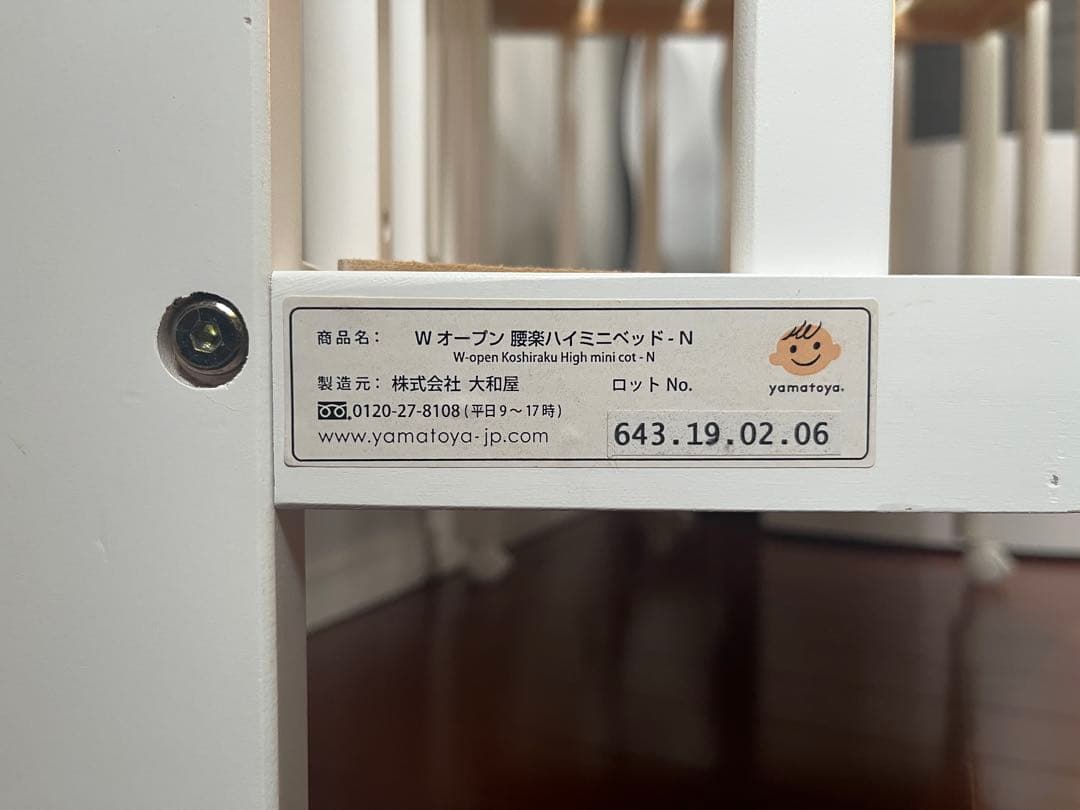 商品名： W オープン 腰楽ハイミニベッド - N
W-open Koshiraku High mini cot - N
製造元： 株式会社 大和屋 ロット No.
0120-27-8108 (平日9～17時)
www.yamatoya-jp.com
643.19.02.06
yamatoya.